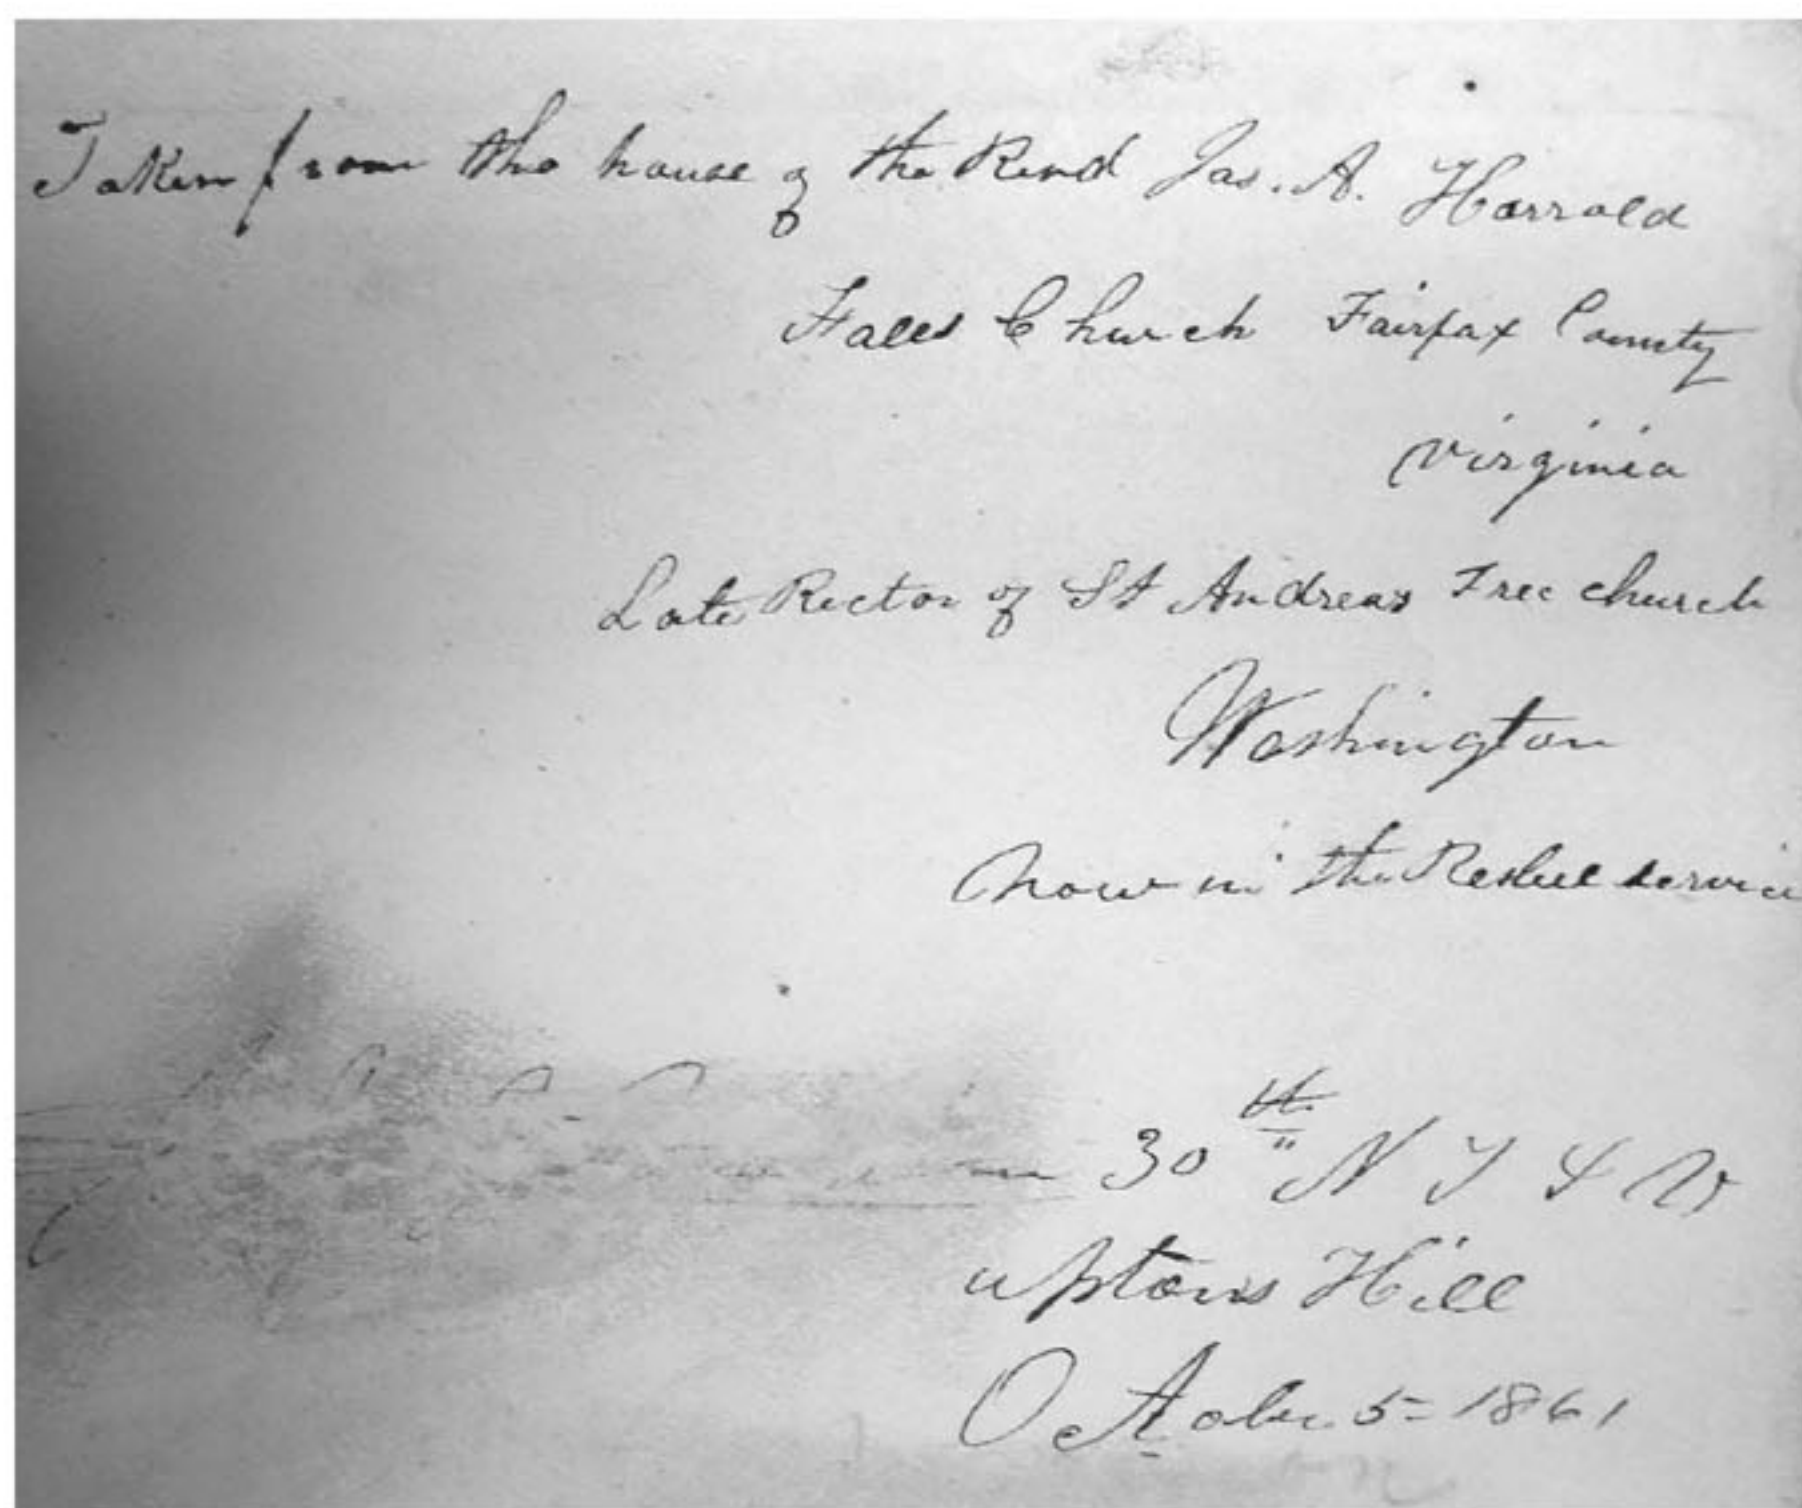 Taken from the house of the Revd Jas. A. Harrold
Falls Church Fairfax County
Virginia
Late Rector of St Andrews Free church
Washington
Now in the Rebel service
30th N Y S V
uptons Hill
October 5 - 1861